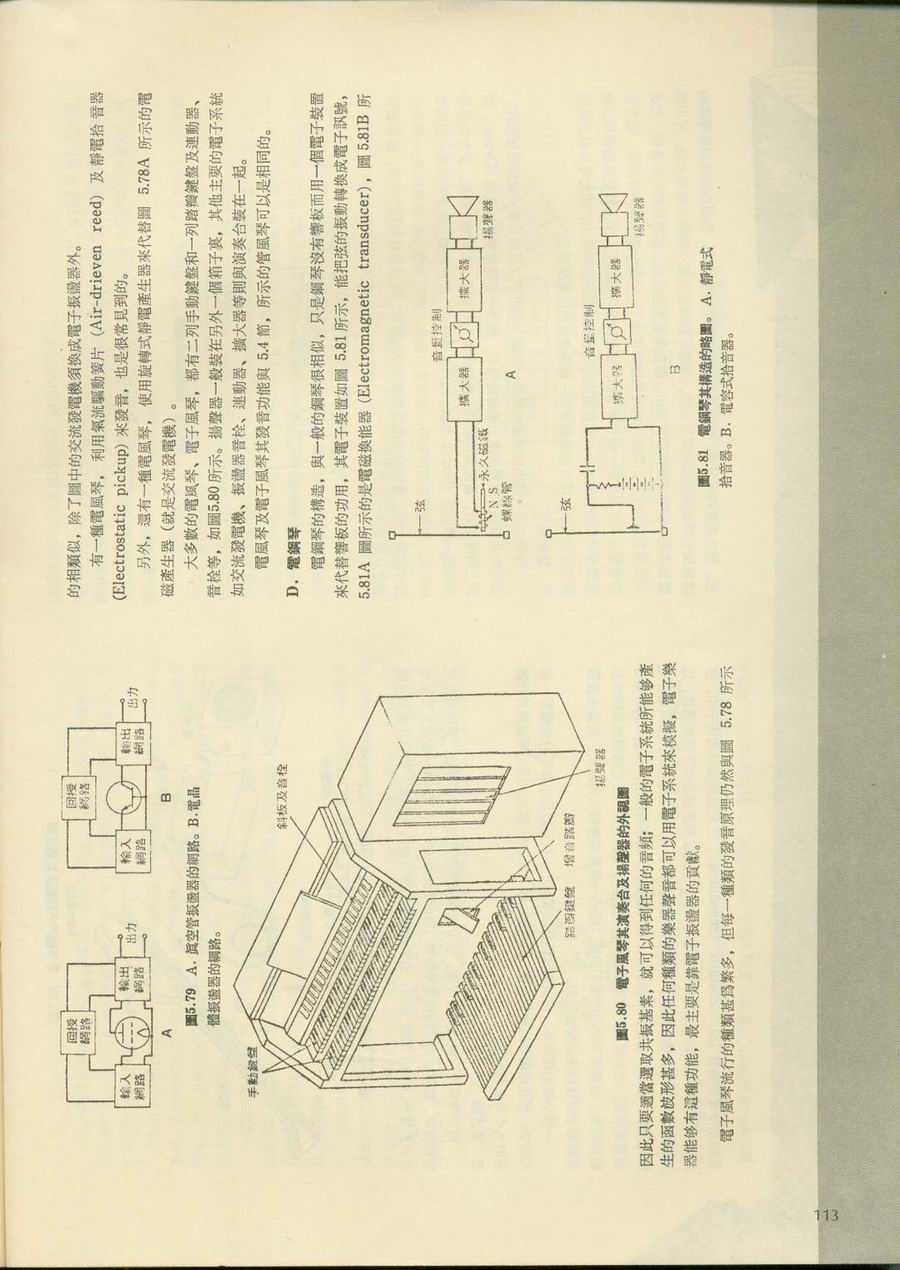 回授
網路
輸入
網路
輸出
網路
出力
A
回授
網路
輸入
網路
輸出
網路
出力
B
圖5.79 A. 眞空管振盪器的網路。B.電晶
體振盪器的網路。
手動鍵盤
斜板及音栓
踏瓣鍵盤
增音踏瓣
揚聲器
圖5.80 電子風琴其演奏台及揚聲器的外視圖
因此只要適當選取共振基素，就可以得到任何的音頻；一般的電子系統所能够產
生的函數波形甚多，因此任何種類的樂器聲音都可以用電子系統來模擬，電子樂
器能够有這種功能，最主要是靠電子振盪器的貢獻。
電子風琴流行的種類甚爲繁多，但每一種類的發音原理仍然與圖 5.78 所示
的相類似，除了圖中的交流發電機須換成電子振盪器外。
有一種電風琴，利用氣流驅動簧片（Air-drieven reed）及 靜電拾 音器
(Electrostatic pickup) 來發音，也是很常見到的。
另外，還有一種電風琴，使用旋轉式靜電產生器來代替圖 5.78A 所示的電
磁產生器（就是交流發電機）。
大多數的電風琴、電子風琴，都有二列手動鍵盤和一列踏瓣鍵盤及連動器、
音栓等，如圖5.80 所示。揚聲器一般裝在另外一個箱子裏，其他主要的電子系統
如交流發電機、振盪器音栓、連動器、擴大器等則與演奏台裝在一起。
電風琴及電子風琴其發音功能與 5.4 節，所示的管風琴可以是相同的。
D. 電鋼琴
電鋼琴的構造，與一般的鋼琴很相似，只是鋼琴沒有響板而用一個電子裝置
來代替響板的功用，其電子裝置如圖 5.81 所示，能把弦的振動轉換成電子訊號，
5.81A 圖所示的是電磁換能器（Electromagnetic transducer），圖 5.81B 所
弦
永久磁鐵
N S
螺線管
擴大器
音量控制
擴大器
揚聲器
A
弦
擴大器
音量控制
擴大器
揚聲器
B
圖5.81 電鋼琴其構造的略圖。 A. 靜電式
拾音器。B. 電容式拾音器。
113